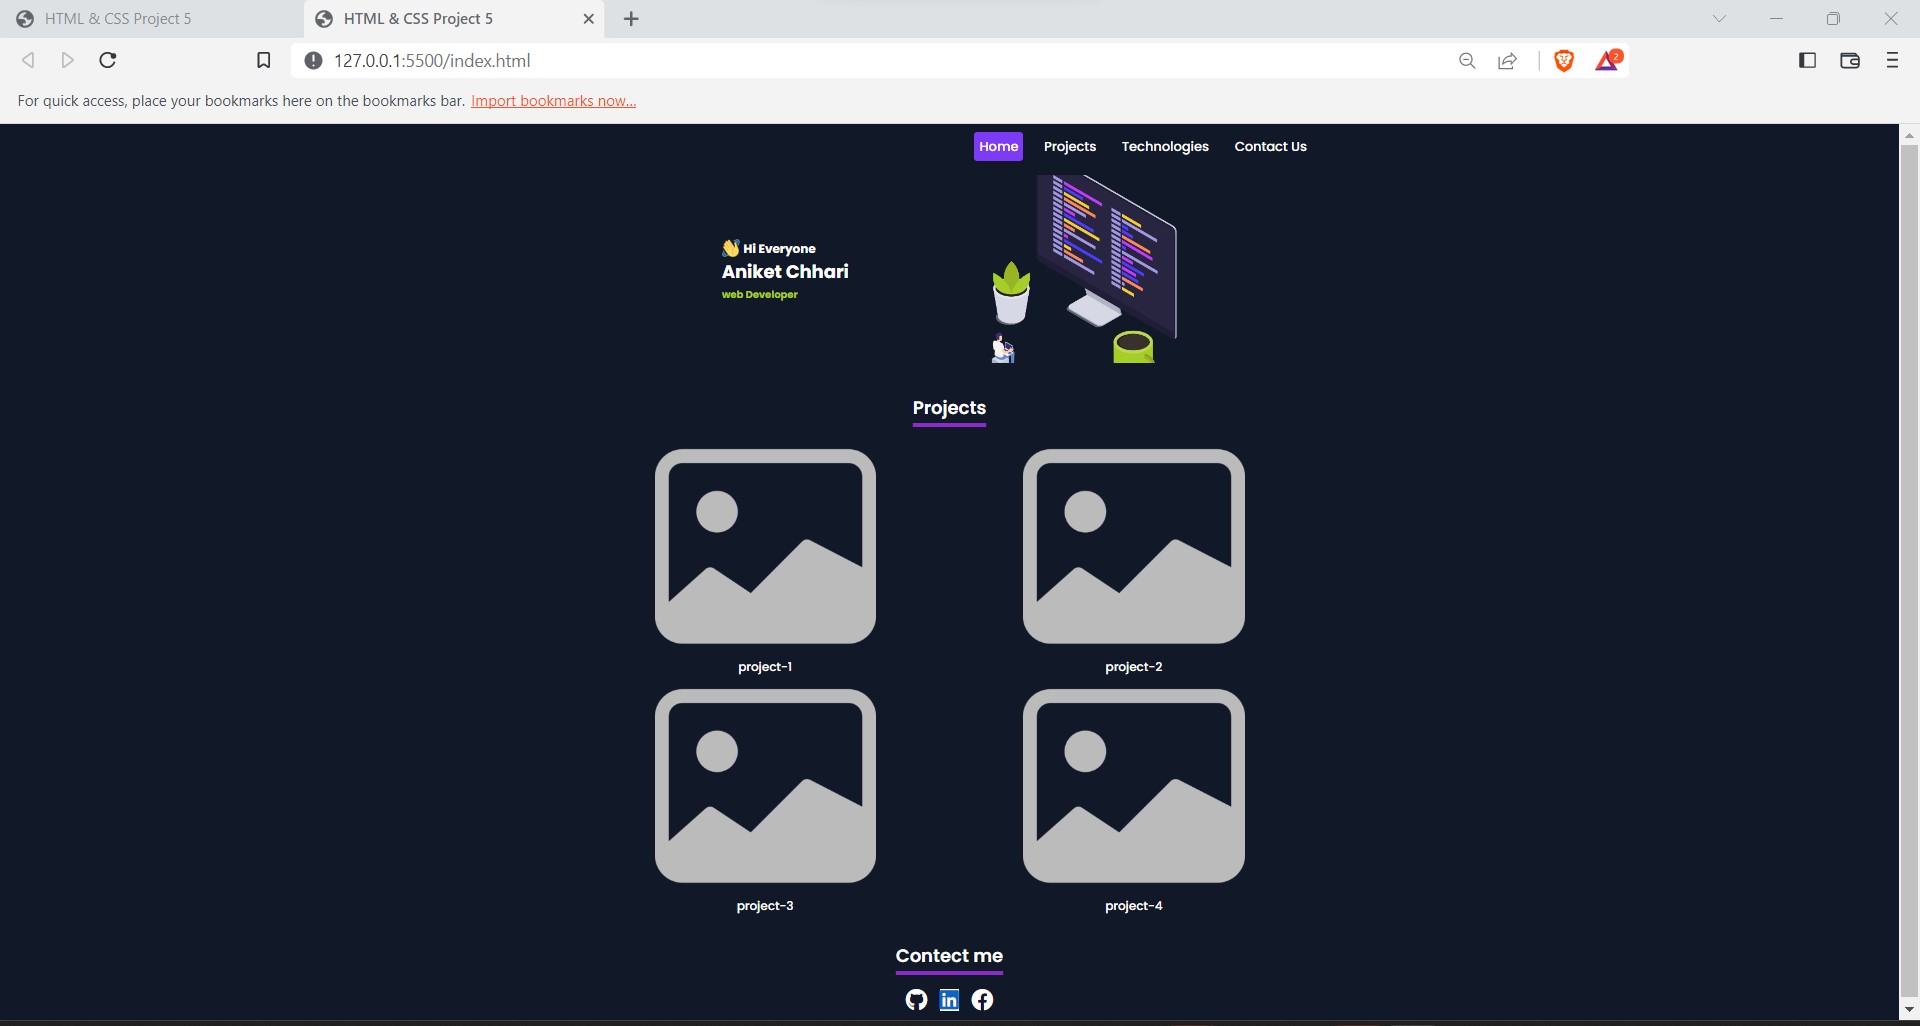 HTML & CSS Project 5
HTML & CSS Project 5
127.0.0.1:5500/index.html
2
For quick access, place your bookmarks here on the bookmarks bar. Import bookmarks now...
Home Projects Technologies Contact Us
👋 Hi Everyone
Aniket Chhari
web Developer
Projects
project-1
project-2
project-3
project-4
Contect me
in